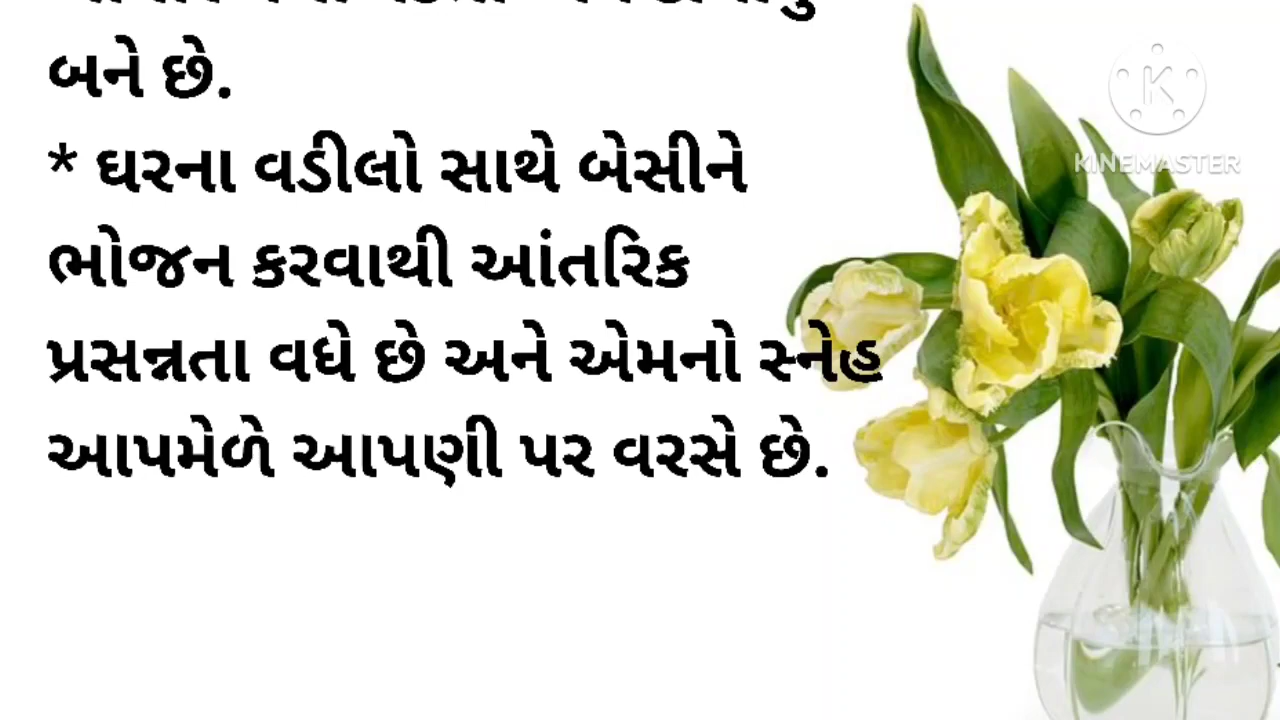 બને છે.
* ઘરના વડીલો સાથે બેસીને
ભોજન કરવાથી આંતરિક
પ્રસન્નતા વધે છે અને એમનો સ્નેહ
આપમેળે આપણી પર વરસે છે.
K
KINEMASTER